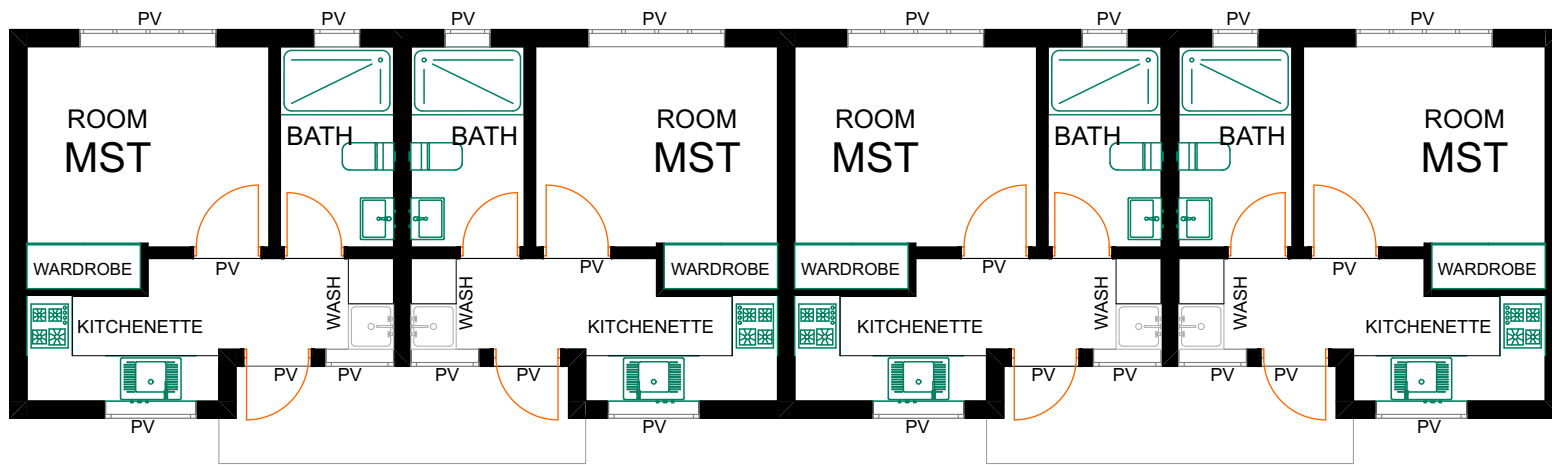 PV PV PV PV PV PV PV PV
ROOM ROOM ROOM ROOM
BATH BATH BATH BATH
MST MST MST MST
WARDROBE PV PV WARDROBE WARDROBE PV PV WARDROBE
WASH WASH WASH WASH
KITCHENETTE KITCHENETTE KITCHENETTE KITCHENETTE
PV PV PV PV PV PV PV PV
PV PV PV PV